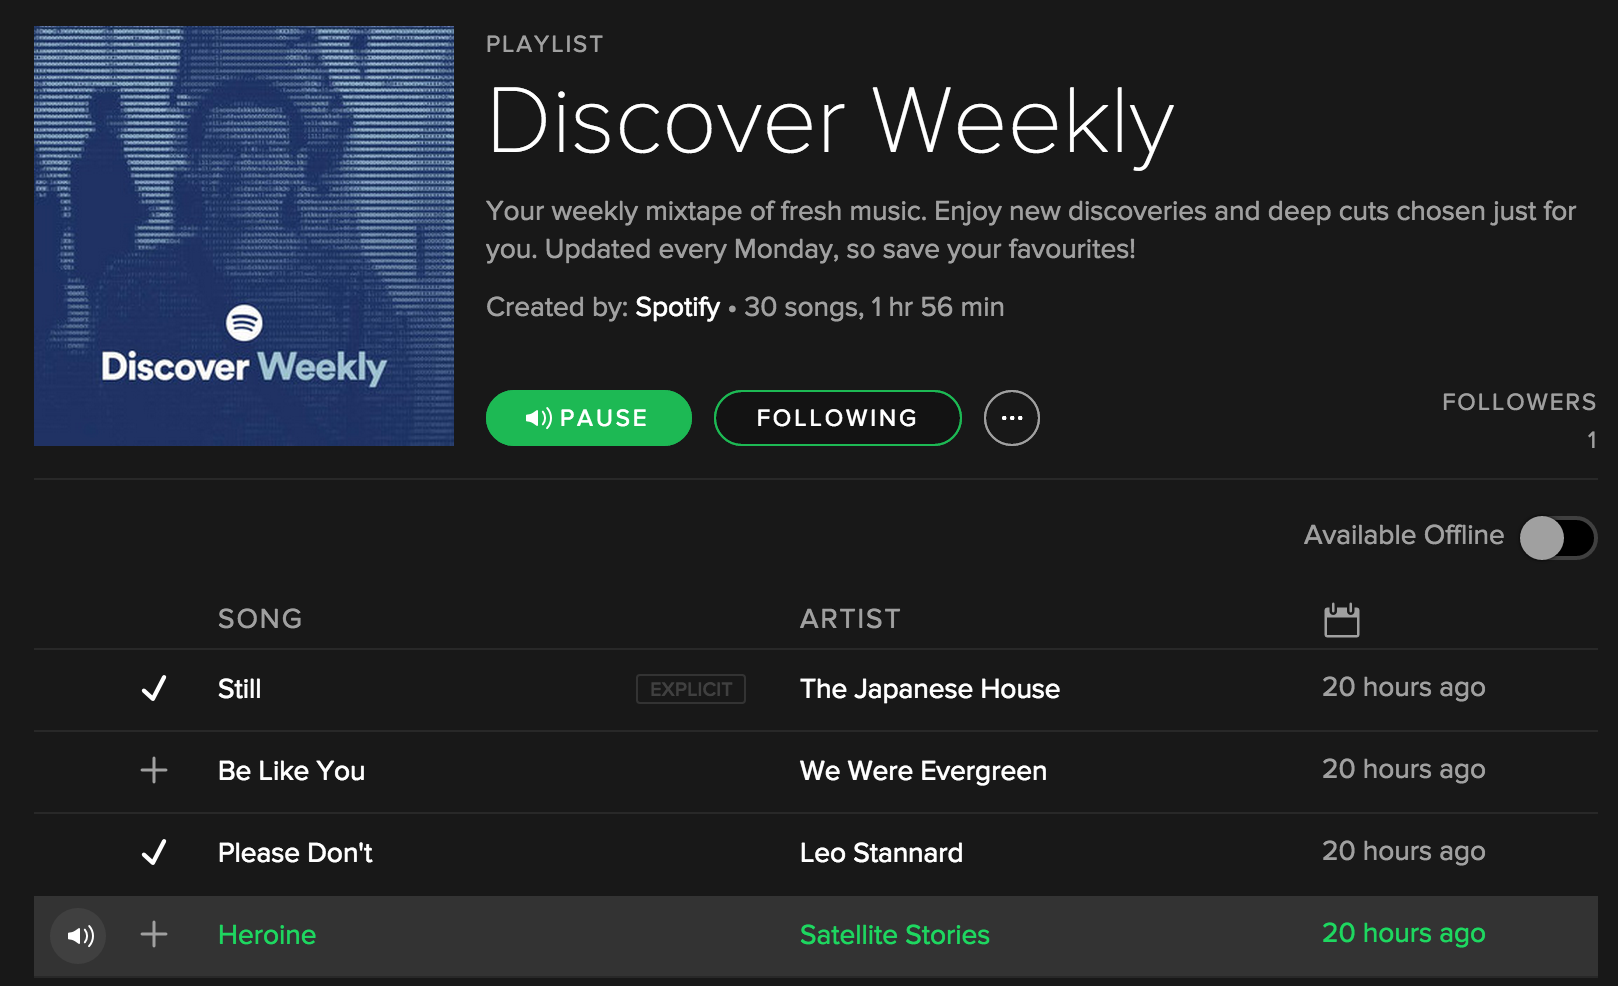 PLAYLIST
Discover Weekly
Your weekly mixtape of fresh music. Enjoy new discoveries and deep cuts chosen just for
you. Updated every Monday, so save your favourites!
Created by: Spotify • 30 songs, 1 hr 56 min
Discover Weekly
PAUSE
FOLLOWING
FOLLOWERS
1
Available Offline
SONG ARTIST
Still EXPLICIT The Japanese House 20 hours ago
Be Like You We Were Evergreen 20 hours ago
Please Don't Leo Stannard 20 hours ago
Heroine Satellite Stories 20 hours ago